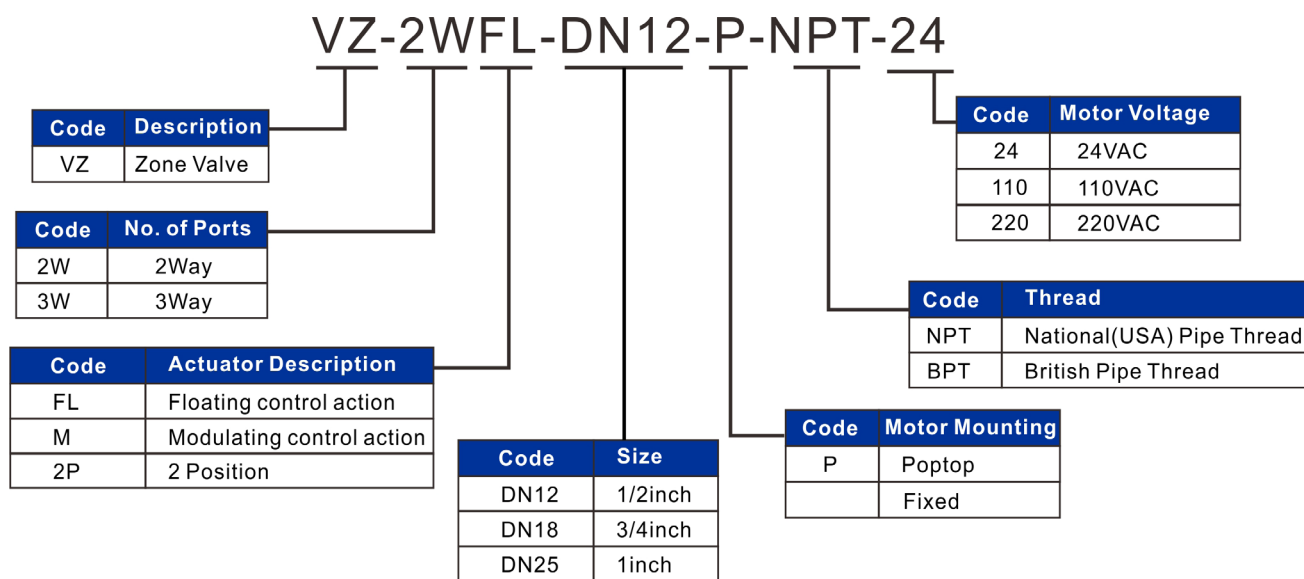 VZ-2WFL-DN12-P-NPT-24
Code Description
VZ Zone Valve
Code No. of Ports
2W 2Way
3W 3Way
Code Actuator Description
FL Floating control action
M Modulating control action
2P 2 Position
Code Size
DN12 1/2inch
DN18 3/4inch
DN25 1inch
Code Motor Mounting
P Poptop
Fixed
Code Thread
NPT National(USA) Pipe Thread
BPT British Pipe Thread
Code Motor Voltage
24 24VAC
110 110VAC
220 220VAC